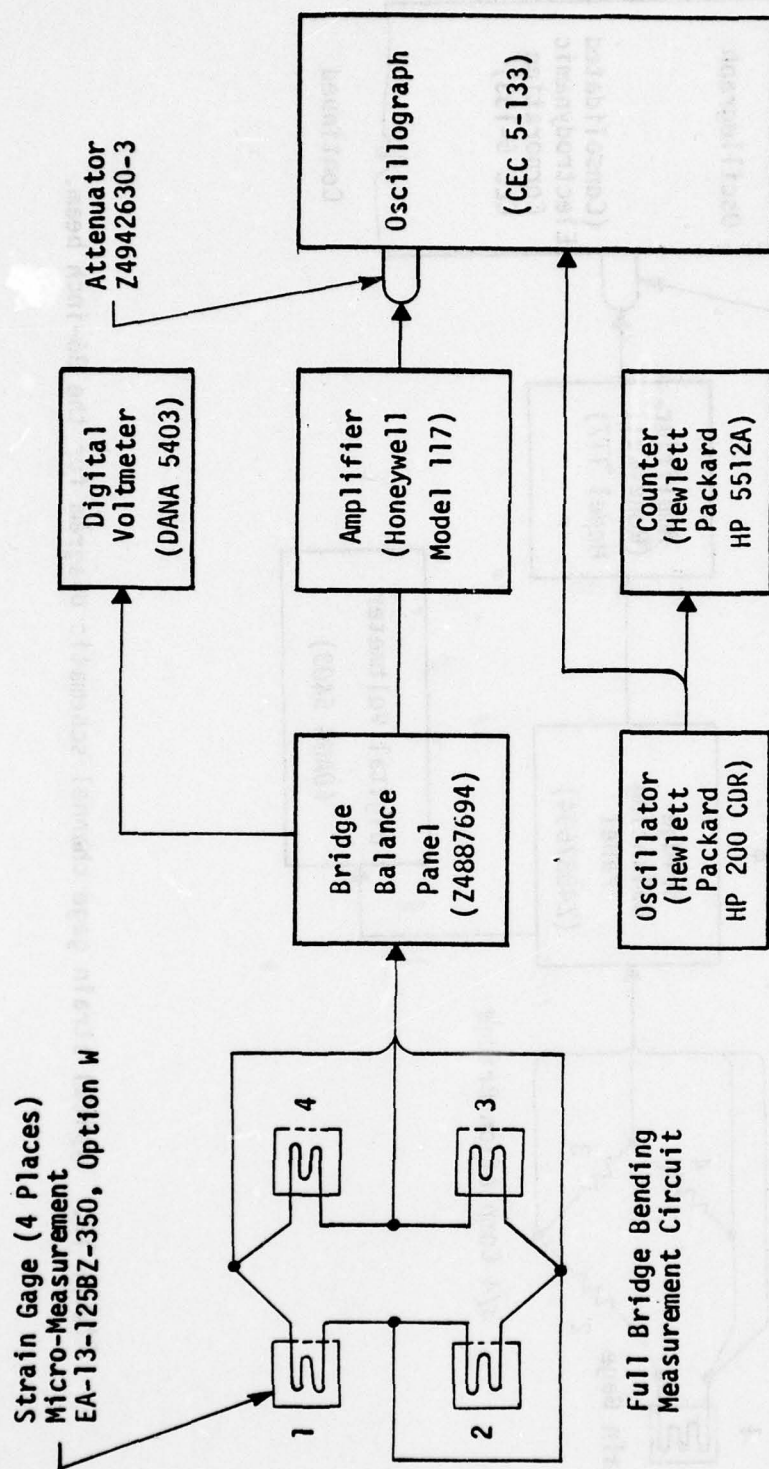 Strain Gage (4 Places)
Micro-Measurement
EA-13-125BZ-350, Option W
1
4
2
3
Full Bridge Bending
Measurement Circuit
Bridge
Balance
Panel
(Z4887694)
Digital
Voltmeter
(DANA 5403)
Amplifier
(Honeywell
Model 117)
Attenuator
Z4942630-3
Oscillograph
(CEC 5-133)
Oscillator
(Hewlett
Packard
HP 200 CDR)
Counter
(Hewlett
Packard
HP 5512A)